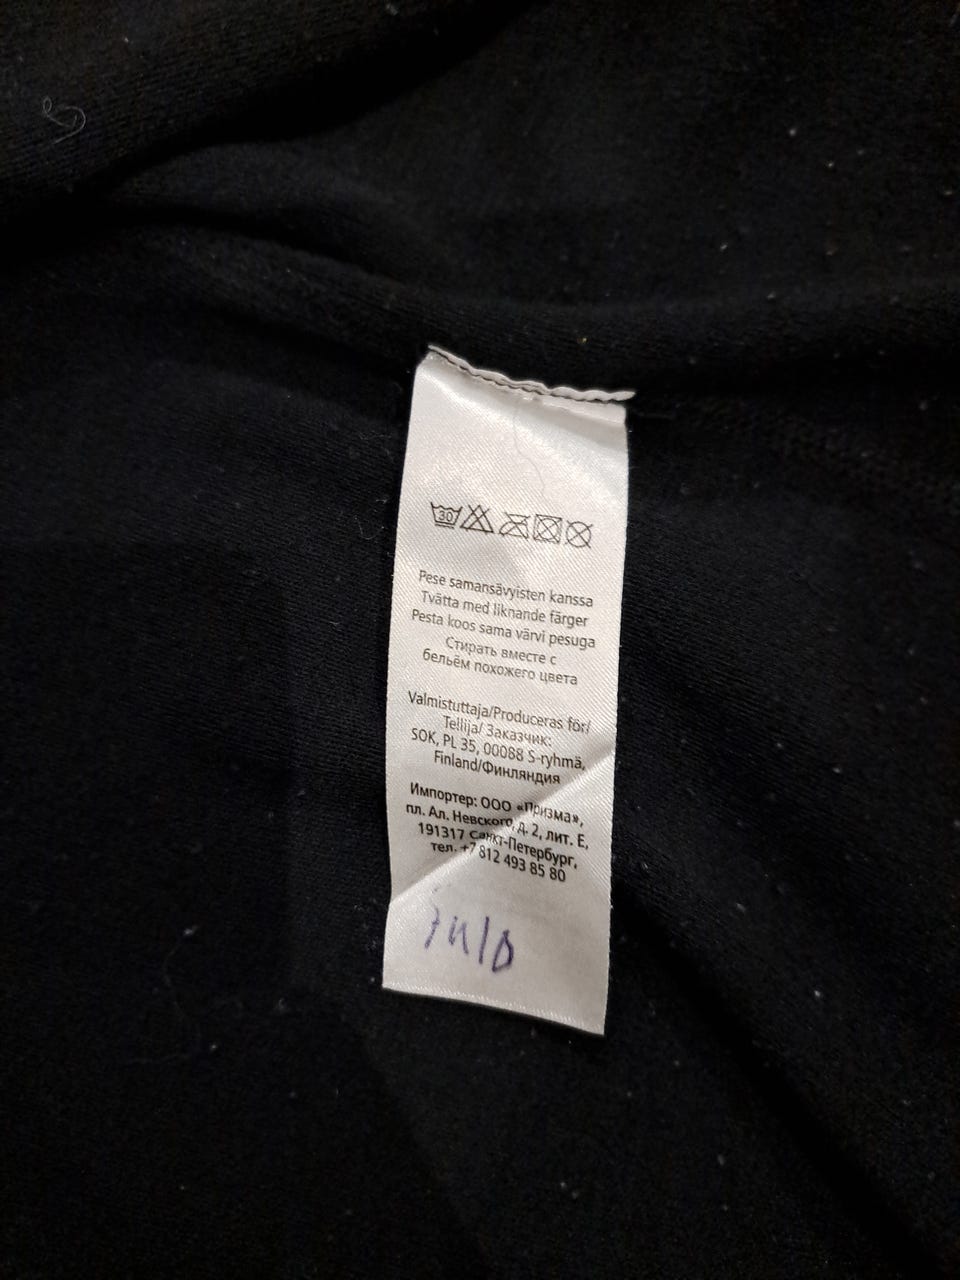 30
Pese samansävyisten kanssa
Tvätta med liknande färger
Pesta koos sama värvi pesuga
Стирать вместе с
бельём похожего цвета
Valmistuttaja/Produceras för/
Tellija/ Заказчик:
SOK, PL 35, 00088 S-ryhmä,
Finland/Финляндия
Импортер: ООО «Призма»,
пл. Ал. Невского, д. 2, лит. Е,
191317 Санкт-Петербург,
тел. +7 812 493 85 80